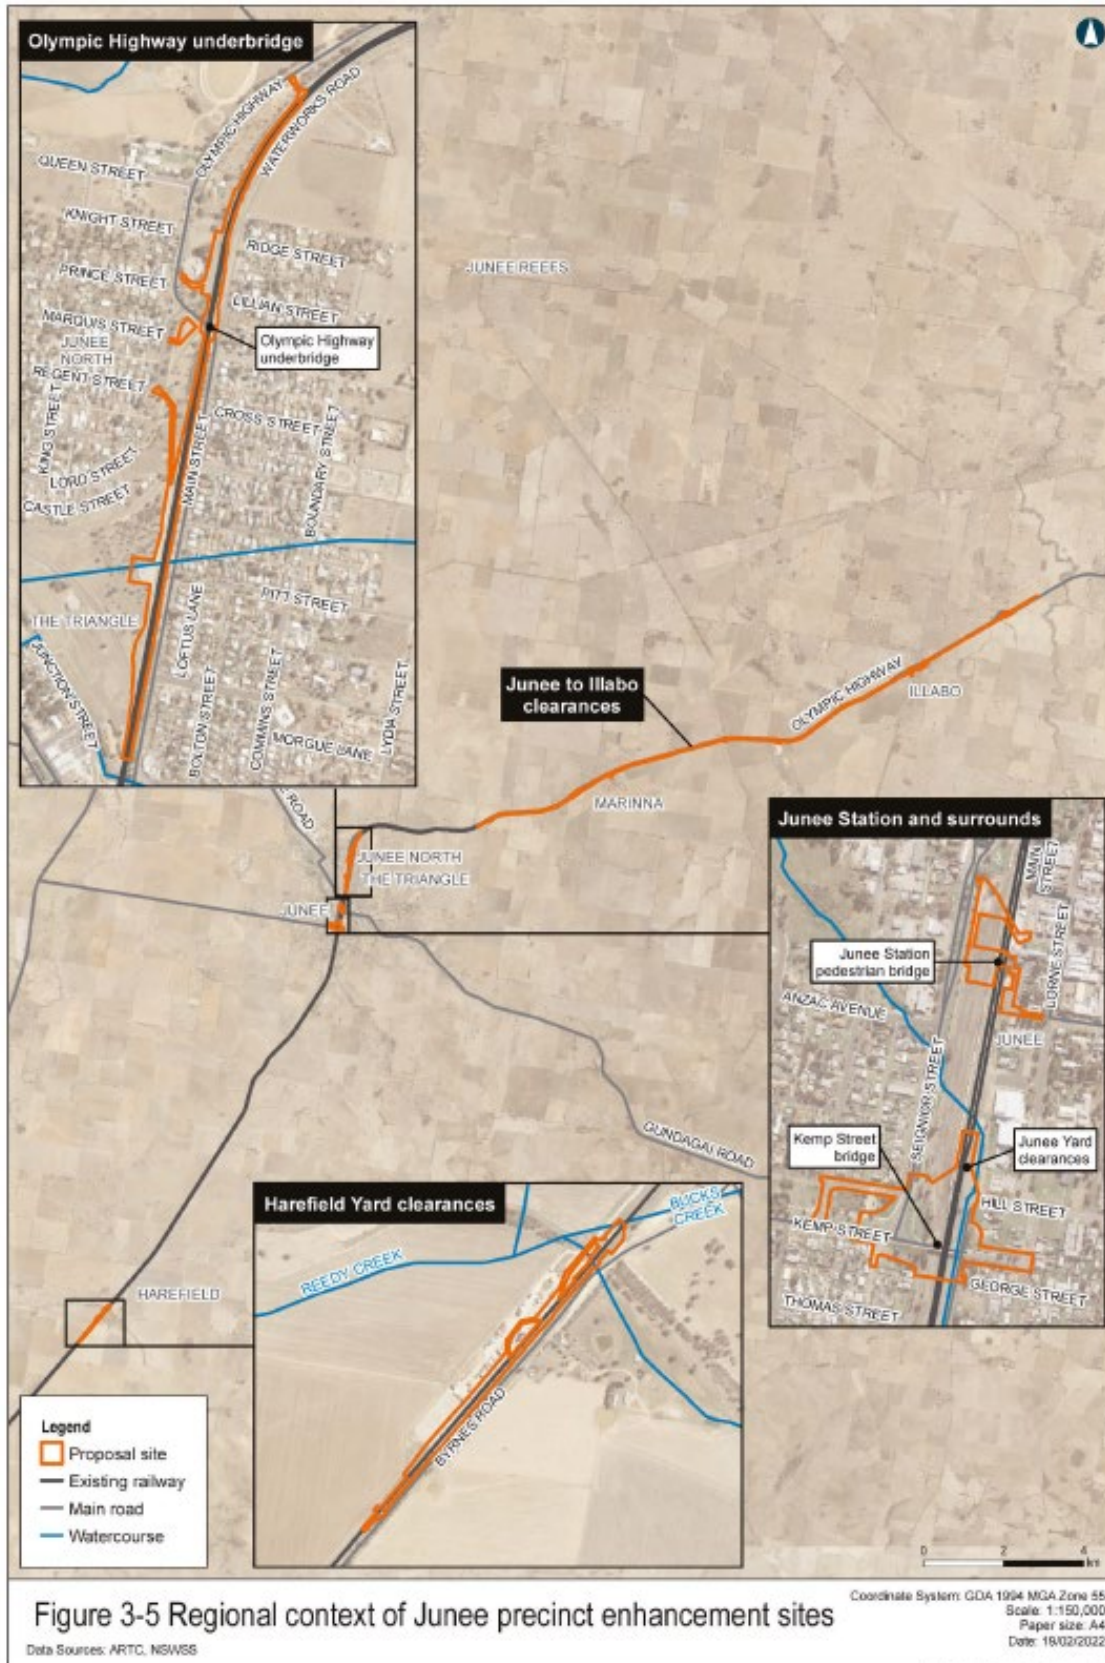 Olympic Highway underbridge
OLYMPIC HIGHWAY
WATERWORKS ROAD
QUEEN STREET
KNIGHT STREET
RIDGE STREET
PRINCE STREET
LILLIAN STREET
MARQUIS STREET
JUNEE
NORTH
Olympic Highway
underbridge
REGENT STREET
KING STREET
CROSS STREET
MAIN STREET
BOUNDARY STREET
LORD STREET
CASTLE STREET
PITT STREET
THE TRIANGLE
LOFTUS LANE
JUNCTION STREET
BOLTON STREET
COMMINS STREET
MORGUE LANE
LYDIA STREET
JUNEE REEFS
Junee to Illabo
clearances
OLYMPIC HIGHWAY
ILLABO
MARINNA
ROAD
JUNEE NORTH
THE TRIANGLE
JUNEE
Junee Station and surrounds
MAIN
STREET
Junee Station
pedestrian bridge
LORNE STREET
ANZAC AVENUE
JUNEE
SEIGNIOR STREET
Kemp Street
bridge
Junee Yard
clearances
HILL STREET
KEMP STREET
GEORGE STREET
THOMAS STREET
GUNDAGAI ROAD
HAREFIELD
Harefield Yard clearances
BUCKS
CREEK
REEDY CREEK
BYRNES ROAD
Legend
Proposal site
Existing railway
Main road
Watercourse
0 2 4
km
Figure 3-5 Regional context of Junee precinct enhancement sites
Data Sources: ARTC, NSWSS
Coordinate System: GDA 1994 MGA Zone 55
Scale: 1:150,000
Paper size: A4
Date: 18/02/2022